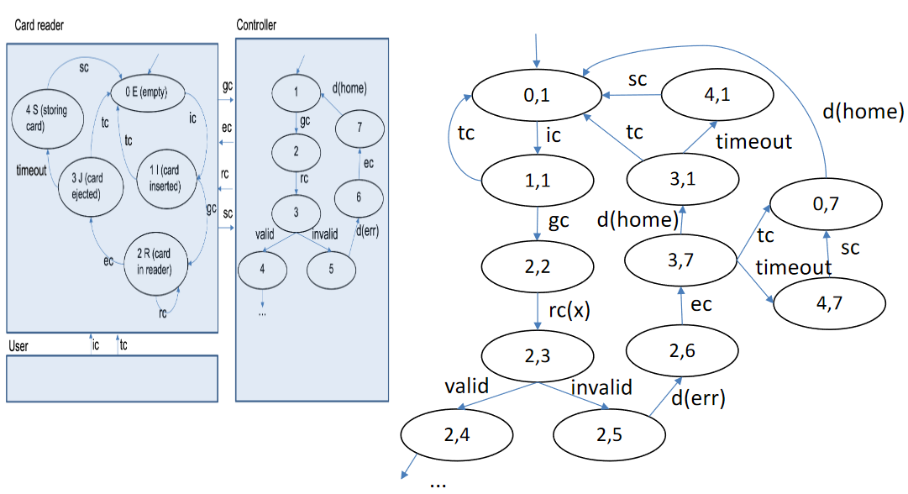 Card reader
Controller
sc
0 E (empty)
4 S (storing
card)
tc
tc
ic
timeout
3 J (card
ejected)
1 I (card
inserted)
gc
2 R (card
in reader)
ec
rc
gc
ec
rc
sc
1
d(home)
gc
7
2
ec
rc
6
3
d(err)
valid
invalid
4
5
...
User
ic
tc
0,1
sc
4,1
d(home)
tc
ic
tc
timeout
1,1
3,1
0,7
gc
d(home)
tc
2,2
3,7
timeout
sc
rc(x)
ec
4,7
2,3
2,6
valid
invalid
d(err)
2,4
2,5
...